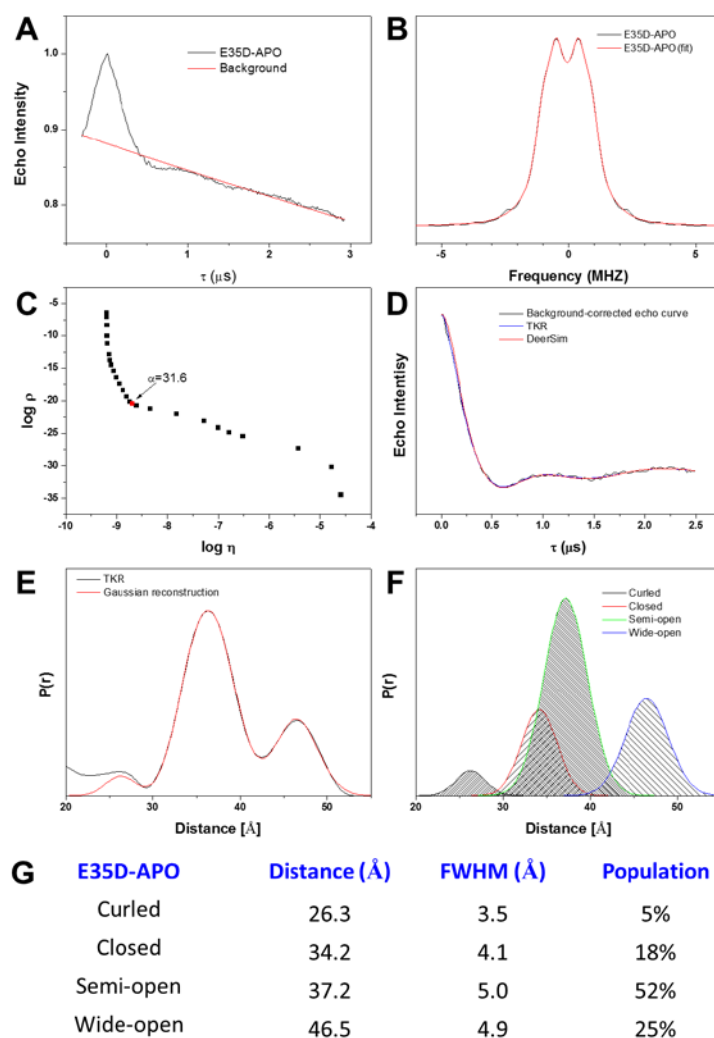 A
E35D-APO
Background
1.0
0.9
0.8
Echo Intensity
0 1 2 3
τ (μs)
B
E35D-APO
E35D-APO(fit)
-5 0 5
Frequency (MHZ)
C
-5
-10
-15
-20
-25
-30
-35
log ρ
α=31.6
-10 -9 -8 -7 -6 -5 -4
log η
D
Background-corrected echo curve
TKR
DeerSim
Echo Intentisy
0.0 0.5 1.0 1.5 2.0 2.5
τ (μs)
E
TKR
Gaussian reconstruction
P(r)
20 30 40 50
Distance [Å]
F
Curled
Closed
Semi-open
Wide-open
P(r)
20 30 40 50
Distance [Å]
G E35D-APO Distance (Å) FWHM (Å) Population
Curled 26.3 3.5 5%
Closed 34.2 4.1 18%
Semi-open 37.2 5.0 52%
Wide-open 46.5 4.9 25%